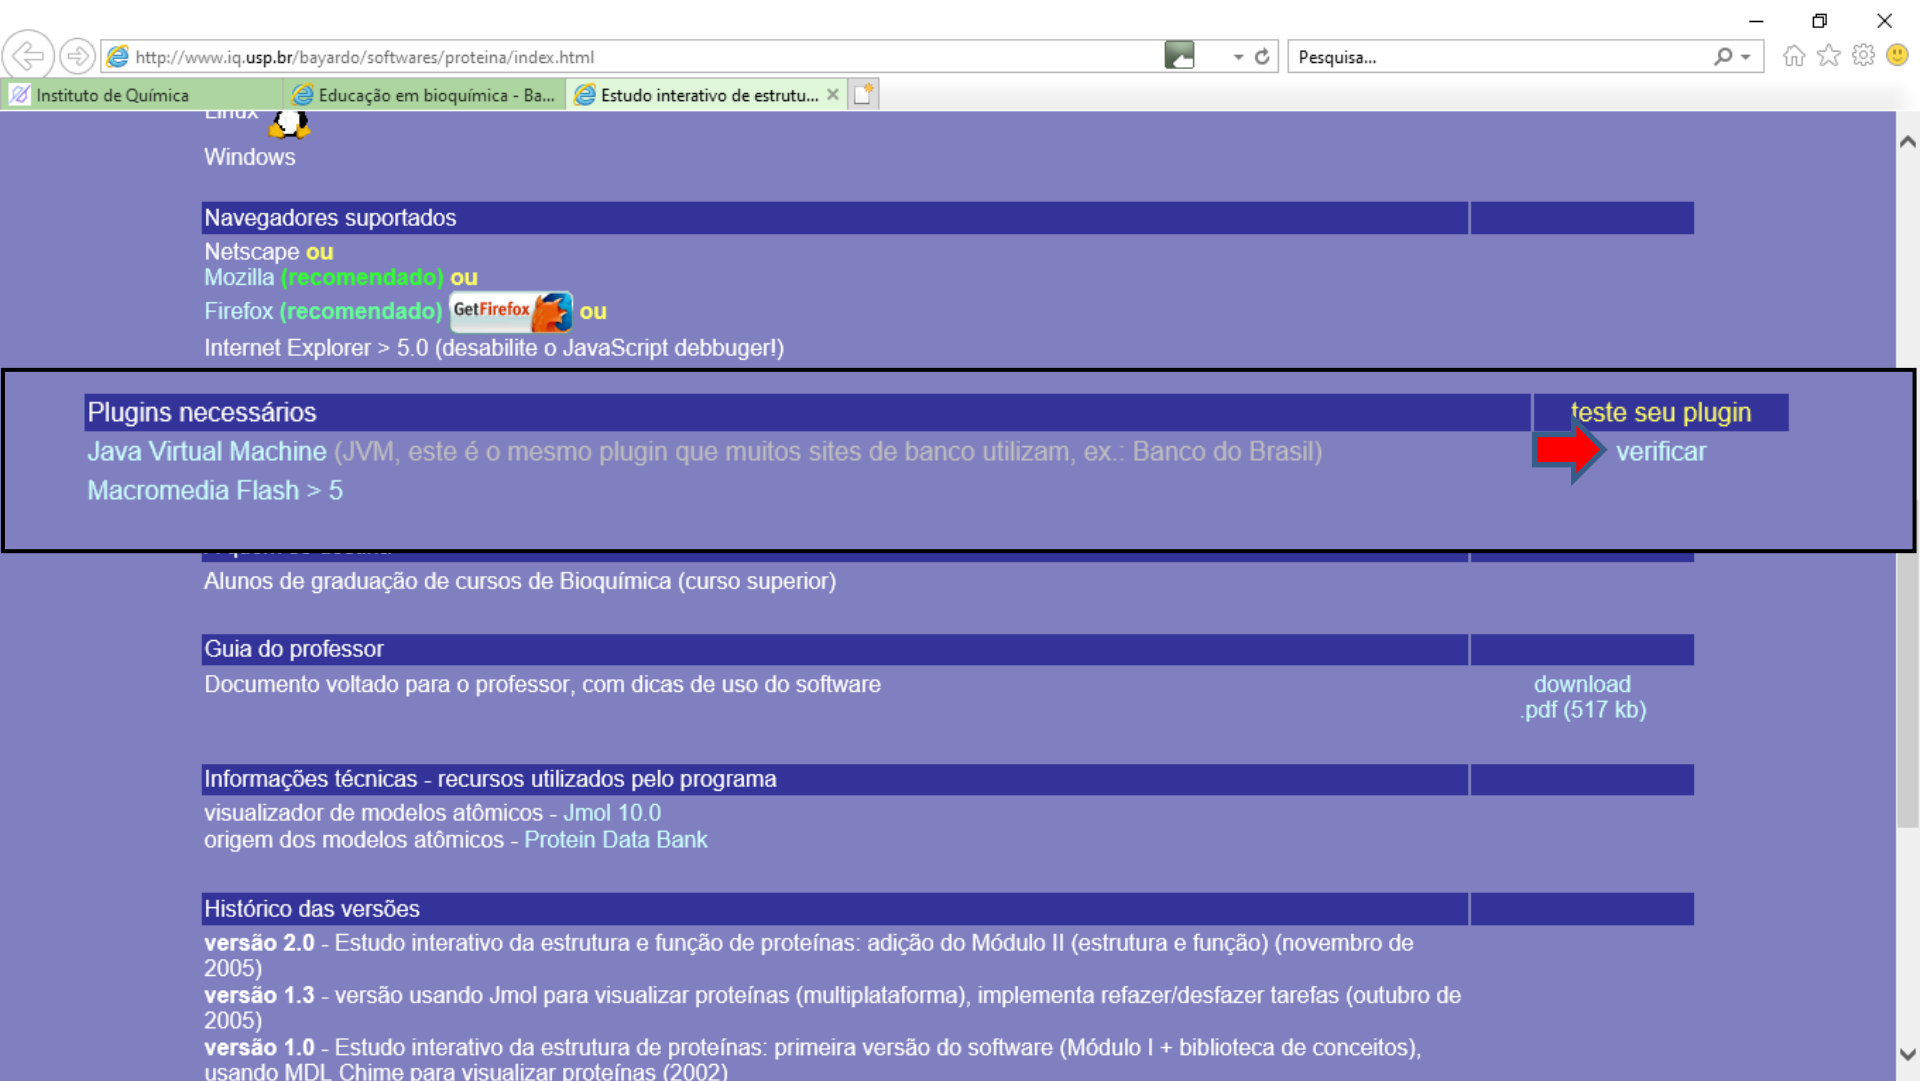 http://www.iq.usp.br/bayardo/softwares/proteina/index.html
Pesquisa...
Instituto de Química
Educação em bioquímica - Ba...
Estudo interativo de estrutu...
Linux
Windows
Navegadores suportados
Netscape ou
Mozilla (recomendado) ou
Firefox (recomendado) GetFirefox ou
Internet Explorer > 5.0 (desabilite o JavaScript debbuger!)
Plugins necessários teste seu plugin
Java Virtual Machine (JVM, este é o mesmo plugin que muitos sites de banco utilizam, ex.: Banco do Brasil) verificar
Macromedia Flash > 5
Alunos de graduação de cursos de Bioquímica (curso superior)
Guia do professor
Documento voltado para o professor, com dicas de uso do software download
.pdf (517 kb)
Informações técnicas - recursos utilizados pelo programa
visualizador de modelos atômicos - Jmol 10.0
origem dos modelos atômicos - Protein Data Bank
Histórico das versões
versão 2.0 - Estudo interativo da estrutura e função de proteínas: adição do Módulo II (estrutura e função) (novembro de
2005)
versão 1.3 - versão usando Jmol para visualizar proteínas (multiplataforma), implementa refazer/desfazer tarefas (outubro de
2005)
versão 1.0 - Estudo interativo da estrutura de proteínas: primeira versão do software (Módulo I + biblioteca de conceitos),
usando MDL Chime para visualizar proteínas (2002)